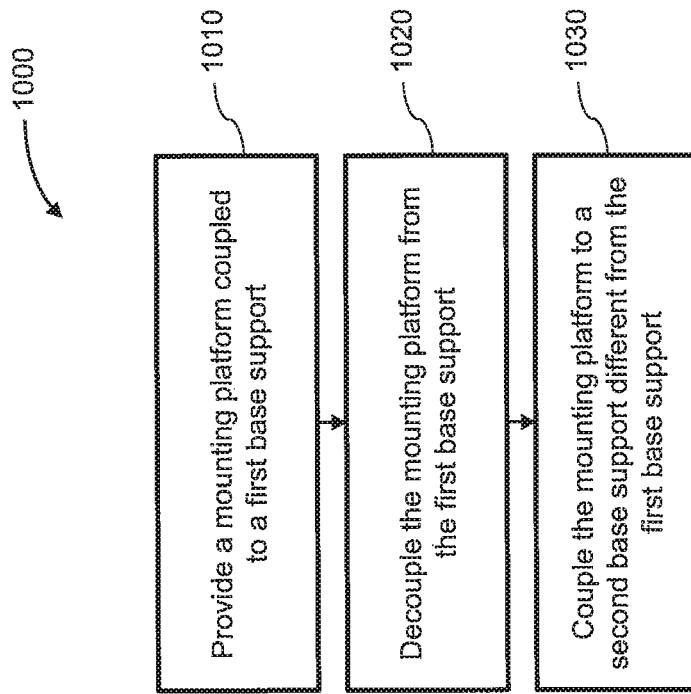 1000
Provide a mounting platform coupled
to a first base support
1010
Decouple the mounting platform from
the first base support
1020
Couple the mounting platform to a
second base support different from the
first base support
1030